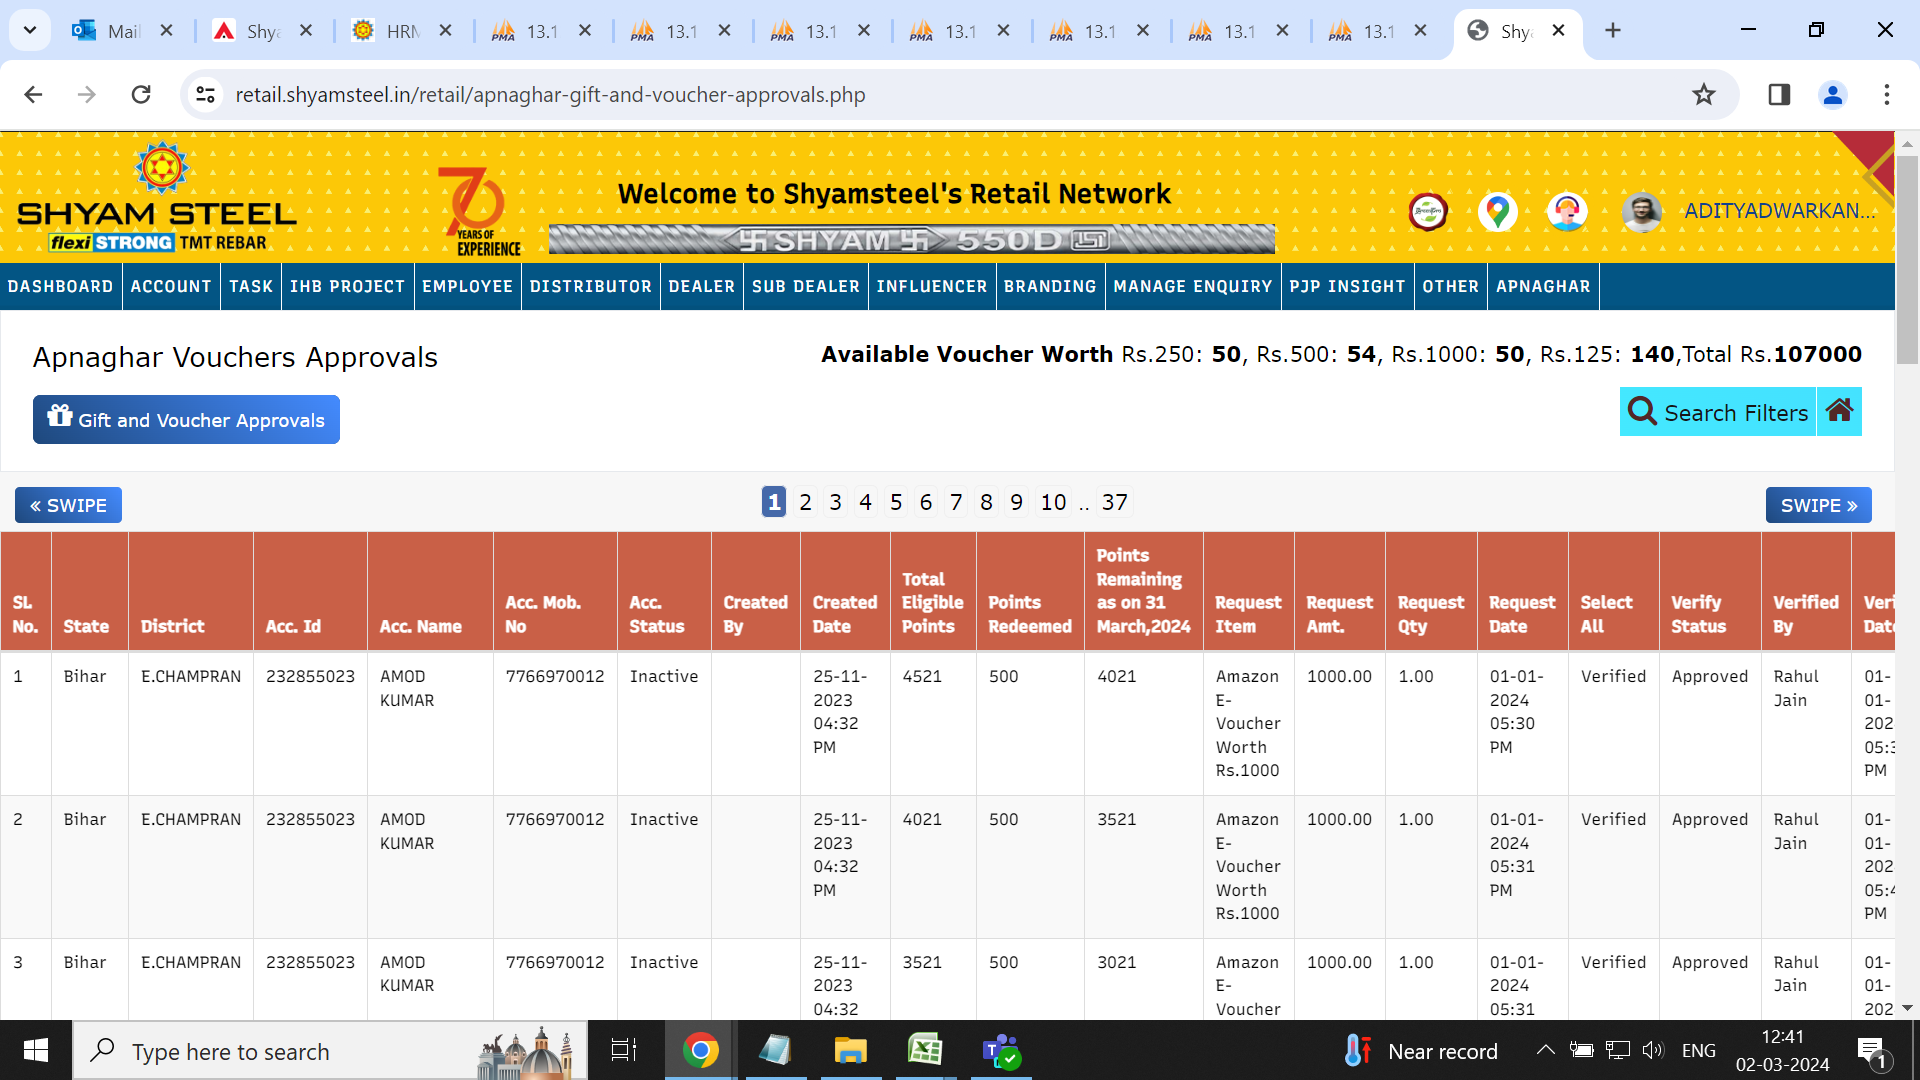 Mail
Shya
HRM
13.1
13.1
13.1
13.1
13.1
13.1
13.1
Shya
retail.shyamsteel.in/retail/apnaghar-gift-and-voucher-approvals.php
SHYAM STEEL
flexi STRONG TMT REBAR
70
YEARS OF
EXPERIENCE
Welcome to Shyamsteel's Retail Network
卐 SHYAM 卐 550D ISI
ADITYADWARKAN...
DASHBOARD ACCOUNT TASK IHB PROJECT EMPLOYEE DISTRIBUTOR DEALER SUB DEALER INFLUENCER BRANDING MANAGE ENQUIRY PJP INSIGHT OTHER APNAGHAR
Apnaghar Vouchers Approvals
Available Voucher Worth Rs.250: 50, Rs.500: 54, Rs.1000: 50, Rs.125: 140,Total Rs.107000
Gift and Voucher Approvals
Search Filters
« SWIPE
1 2 3 4 5 6 7 8 9 10 .. 37
SWIPE »
SL
No.
State
District
Acc. Id
Acc. Name
Acc. Mob.
No
Acc.
Status
Created
By
Created
Date
Total
Eligible
Points
Points
Redeemed
Points
Remaining
as on 31
March,2024
Request
Item
Request
Amt.
Request
Qty
Request
Date
Select
All
Verify
Status
Verified
By
Veri
Date
1
Bihar
E.CHAMPRAN
232855023
AMOD
KUMAR
7766970012
Inactive
25-11-
2023
04:32
PM
4521
500
4021
Amazon
E-
Voucher
Worth
Rs.1000
1000.00
1.00
01-01-
2024
05:30
PM
Verified
Approved
Rahul
Jain
01-
01-
202
05:3
PM
2
Bihar
E.CHAMPRAN
232855023
AMOD
KUMAR
7766970012
Inactive
25-11-
2023
04:32
PM
4021
500
3521
Amazon
E-
Voucher
Worth
Rs.1000
1000.00
1.00
01-01-
2024
05:31
PM
Verified
Approved
Rahul
Jain
01-
01-
202
05:4
PM
3
Bihar
E.CHAMPRAN
232855023
AMOD
KUMAR
7766970012
Inactive
25-11-
2023
04:32
3521
500
3021
Amazon
E-
Voucher
1000.00
1.00
01-01-
2024
05:31
Verified
Approved
Rahul
Jain
01-
01-
202
Type here to search
Near record
ENG
12:41
02-03-2024
1